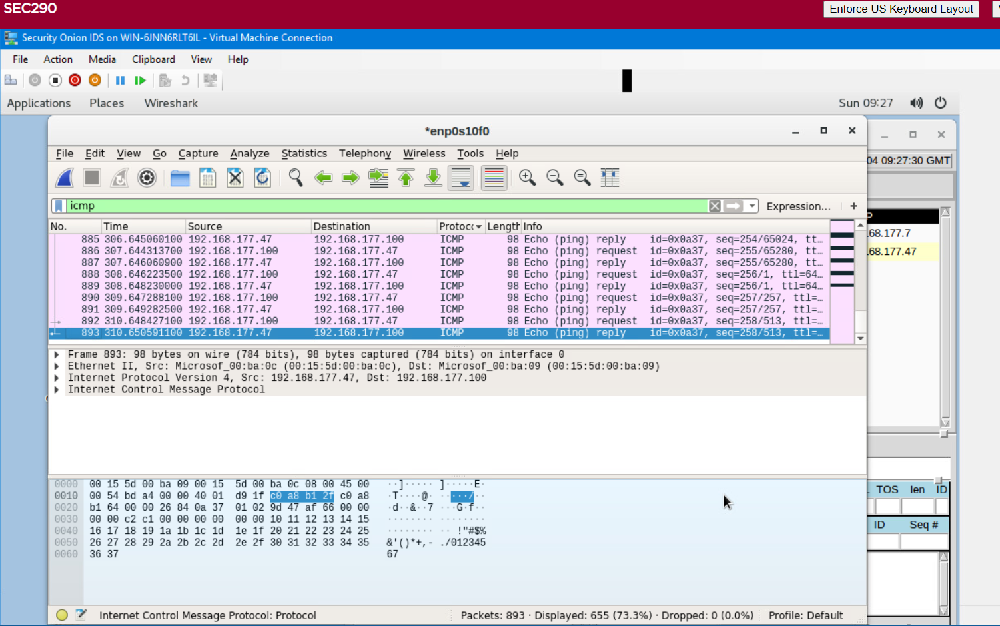 SEC290
Enforce US Keyboard Layout
Security Onion IDS on WIN-6JNN6RLT6IL - Virtual Machine Connection
File Action Media Clipboard View Help
Applications Places Wireshark Sun 09:27
*enp0s10f0
File Edit View Go Capture Analyze Statistics Telephony Wireless Tools Help
04 09:27:30 GMT
icmp Expression... +
No. Time Source Destination Protoc Length Info
885 306.645060100 192.168.177.47 192.168.177.100 ICMP 98 Echo (ping) reply id=0x0a37, seq=254/65024, tt…
.68.177.7
886 307.644313700 192.168.177.100 192.168.177.47 ICMP 98 Echo (ping) request id=0x0a37, seq=255/65280, tt…
.68.177.47
887 307.646060900 192.168.177.47 192.168.177.100 ICMP 98 Echo (ping) reply id=0x0a37, seq=255/65280, tt…
888 308.646223500 192.168.177.100 192.168.177.47 ICMP 98 Echo (ping) request id=0x0a37, seq=256/1, ttl=64…
889 308.648230000 192.168.177.47 192.168.177.100 ICMP 98 Echo (ping) reply id=0x0a37, seq=256/1, ttl=64…
890 309.647288100 192.168.177.100 192.168.177.47 ICMP 98 Echo (ping) request id=0x0a37, seq=257/257, ttl=…
891 309.649282500 192.168.177.47 192.168.177.100 ICMP 98 Echo (ping) reply id=0x0a37, seq=257/257, ttl=…
892 310.648427100 192.168.177.100 192.168.177.47 ICMP 98 Echo (ping) request id=0x0a37, seq=258/513, ttl=…
893 310.650591100 192.168.177.47 192.168.177.100 ICMP 98 Echo (ping) reply id=0x0a37, seq=258/513, ttl=…
Frame 893: 98 bytes on wire (784 bits), 98 bytes captured (784 bits) on interface 0
Ethernet II, Src: Microsof_00:ba:0c (00:15:5d:00:ba:0c), Dst: Microsof_00:ba:09 (00:15:5d:00:ba:09)
Internet Protocol Version 4, Src: 192.168.177.47, Dst: 192.168.177.100
Internet Control Message Protocol
0000 00 15 5d 00 ba 09 00 15 5d 00 ba 0c 08 00 45 00 ··]····· ]·····E·
0010 00 54 bd a4 00 00 40 01 d9 1f c0 a8 b1 2f c0 a8 ·T····@· ·····/··
0020 b1 64 00 00 26 84 0a 37 01 02 9d 47 af 66 00 00 ·d··&··7 ···G·f··
0030 00 00 c2 c1 00 00 00 00 00 00 10 11 12 13 14 15 ········ ········
0040 16 17 18 19 1a 1b 1c 1d 1e 1f 20 21 22 23 24 25 ········ ·· !"#$%
0050 26 27 28 29 2a 2b 2c 2d 2e 2f 30 31 32 33 34 35 &'()*+,- ./012345
0060 36 37 67
TOS len ID
ID Seq #
Internet Control Message Protocol: Protocol Packets: 893 · Displayed: 655 (73.3%) · Dropped: 0 (0.0%) Profile: Default